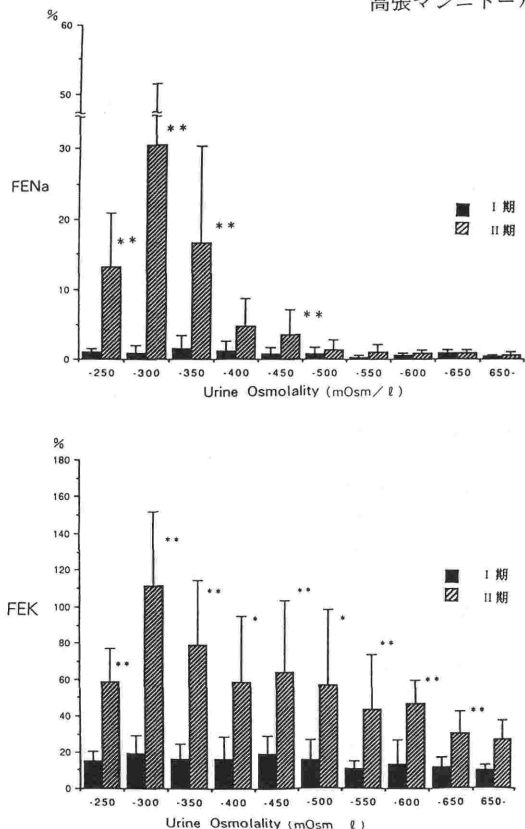 高張マンニトー
%
60
50
30
20
10
0
FENa
**
**
**
**
I 期
II 期
-250 -300 -350 -400 -450 -500 -550 -600 -650 650-
Urine Osmolality (mOsm/ℓ)
%
180
160
140
120
100
80
60
40
20
0
FEK
**
**
**
*
**
*
**
**
**
I 期
II 期
-250 -300 -350 -400 -450 -500 -550 -600 -650 650-
Urine Osmolality (mOsm ℓ)